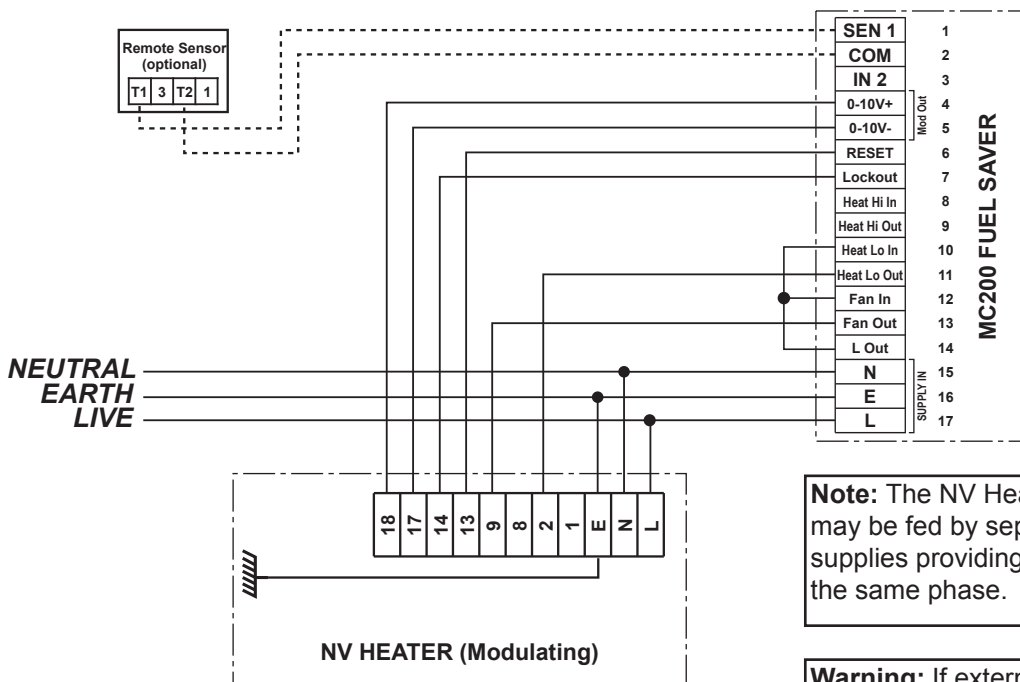 Remote Sensor
(optional)
T1 3 T2 1
SEN 1 1
COM 2
IN 2 3
0-10V+ 4
0-10V- 5
Mod Out
RESET 6
Lockout 7
Heat Hi In 8
Heat Hi Out 9
Heat Lo In 10
Heat Lo Out 11
Fan In 12
Fan Out 13
L Out 14
N 15
E 16
L 17
SUPPLY IN
MC200 FUEL SAVER
NEUTRAL
EARTH
LIVE
18 17 14 13 9 8 2 1 E N L
NV HEATER (Modulating)
Note: The NV Hea
may be fed by sep
supplies providing
the same phase.
Warning: If extern